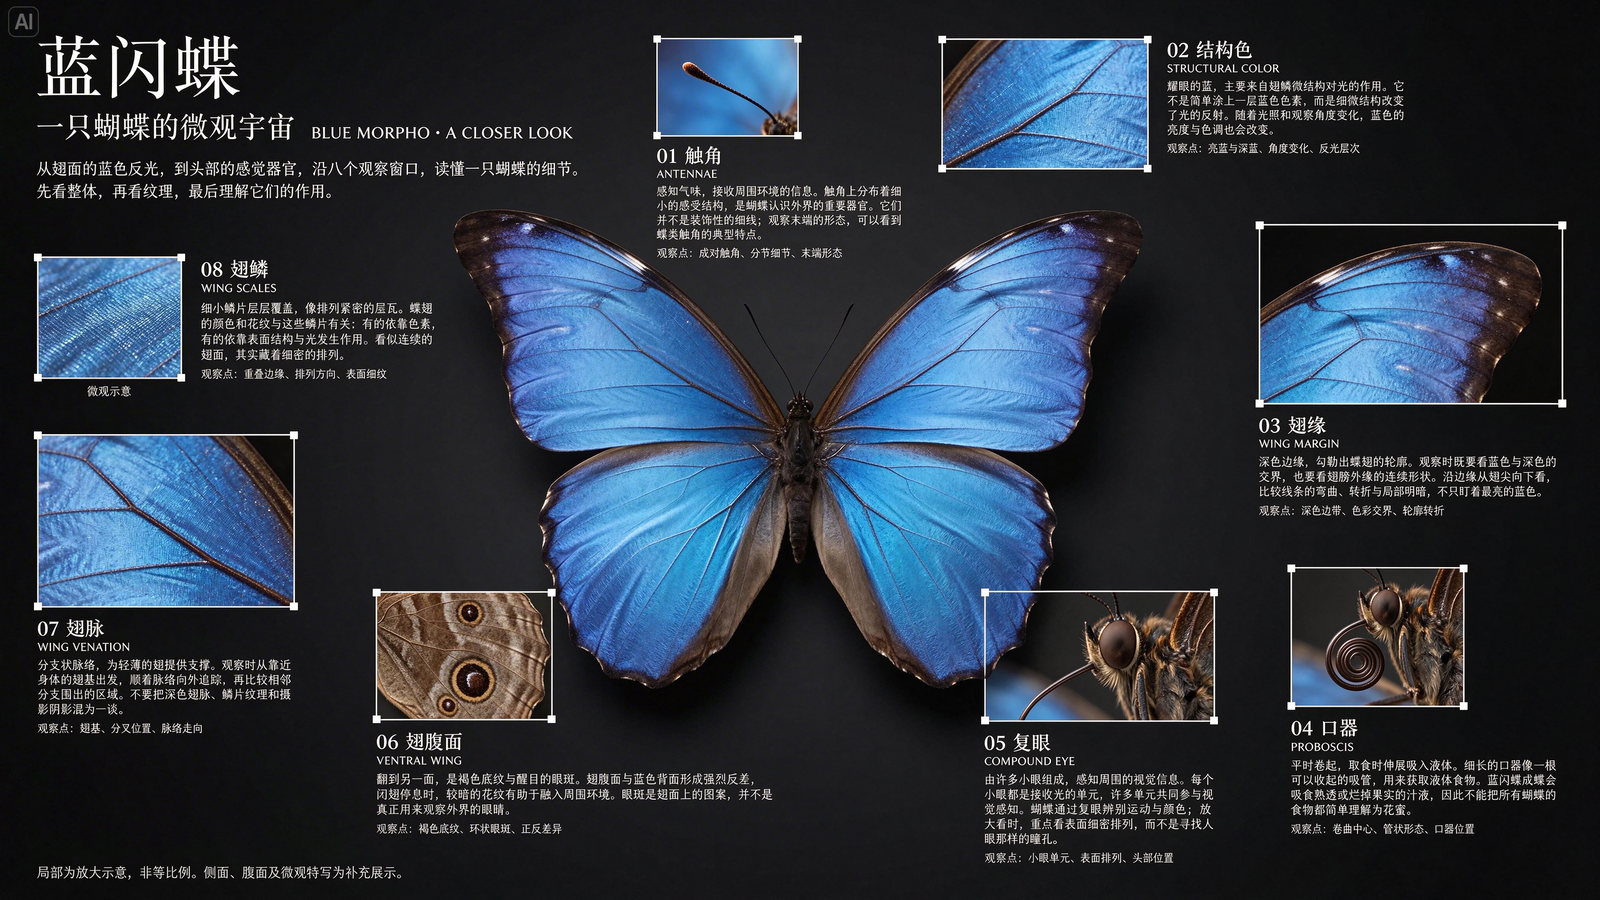 AI
蓝闪蝶
一只蝴蝶的微观宇宙 BLUE MORPHO · A CLOSER LOOK
从翅面的蓝色反光，到头部的感觉器官，沿八个观察窗口，读懂一只蝴蝶的细节。
先看整体，再看纹理，最后理解它们的作用。
01 触角
ANTENNAE
感知气味，接收周围环境的信息。触角上分布着细
小的感受结构，是蝴蝶认识外界的重要器官。它们
并不是装饰性的细线；观察末端的形态，可以看到
蝶类触角的典型特点。
观察点：成对触角、分节细节、末端形态
02 结构色
STRUCTURAL COLOR
耀眼的蓝，主要来自翅鳞微结构对光的作用。它
不是简单涂上一层蓝色色素，而是细微结构改变
了光的反射。随着光照和观察角度变化，蓝色的
亮度与色调也会改变。
观察点：亮蓝与深蓝、角度变化、反光层次
03 翅缘
WING MARGIN
深色边缘，勾勒出蝶翅的轮廓。观察时既要看蓝色与深色的
交界，也要看翅膀外缘的连续形状。沿边缘从翅尖向下看，
比较线条的弯曲、转折与局部明暗，不只盯着最亮的蓝色。
观察点：深色边带、色彩交界、轮廓转折
04 口器
PROBOSCIS
平时卷起，取食时伸展吸入液体。细长的口器像一根
可以收起的吸管，用来获取液体食物。蓝闪蝶成蝶会
吸食熟透或烂掉果实的汁液，因此不能把所有蝴蝶的
食物都简单理解为花蜜。
观察点：卷曲中心、管状形态、口器位置
05 复眼
COMPOUND EYE
由许多小眼组成，感知周围的视觉信息。每个
小眼都是接收光的单元，许多单元共同参与视
觉感知。蝴蝶通过复眼辨别运动与颜色；放
大看时，重点看表面细密排列，而不是寻找人
眼那样的瞳孔。
观察点：小眼单元、表面排列、头部位置
06 翅腹面
VENTRAL WING
翻到另一面，是褐色底纹与醒目的眼斑。翅腹面与蓝色背面形成强烈反差，
闭翅停息时，较暗的花纹有助于融入周围环境。眼斑是翅面上的图案，并不是
真正用来观察外界的眼睛。
观察点：褐色底纹、环状眼斑、正反差异
07 翅脉
WING VENATION
分支状脉络，为轻薄的翅提供支撑。观察时从靠近
身体的翅基出发，顺着脉络向外追踪，再比较相邻
分支围出的区域。不要把深色翅脉、鳞片纹理和摄
影阴影混为一谈。
观察点：翅基、分叉位置、脉络走向
08 翅鳞
WING SCALES
细小鳞片层层覆盖，像排列紧密的层瓦。蝶翅
的颜色和花纹与这些鳞片有关：有的依靠色素，
有的依靠表面结构与光发生作用。看似连续的
翅面，其实藏着细密的排列。
观察点：重叠边缘、排列方向、表面细纹
微观示意
局部为放大示意，非等比例。侧面、腹面及微观特写为补充展示。